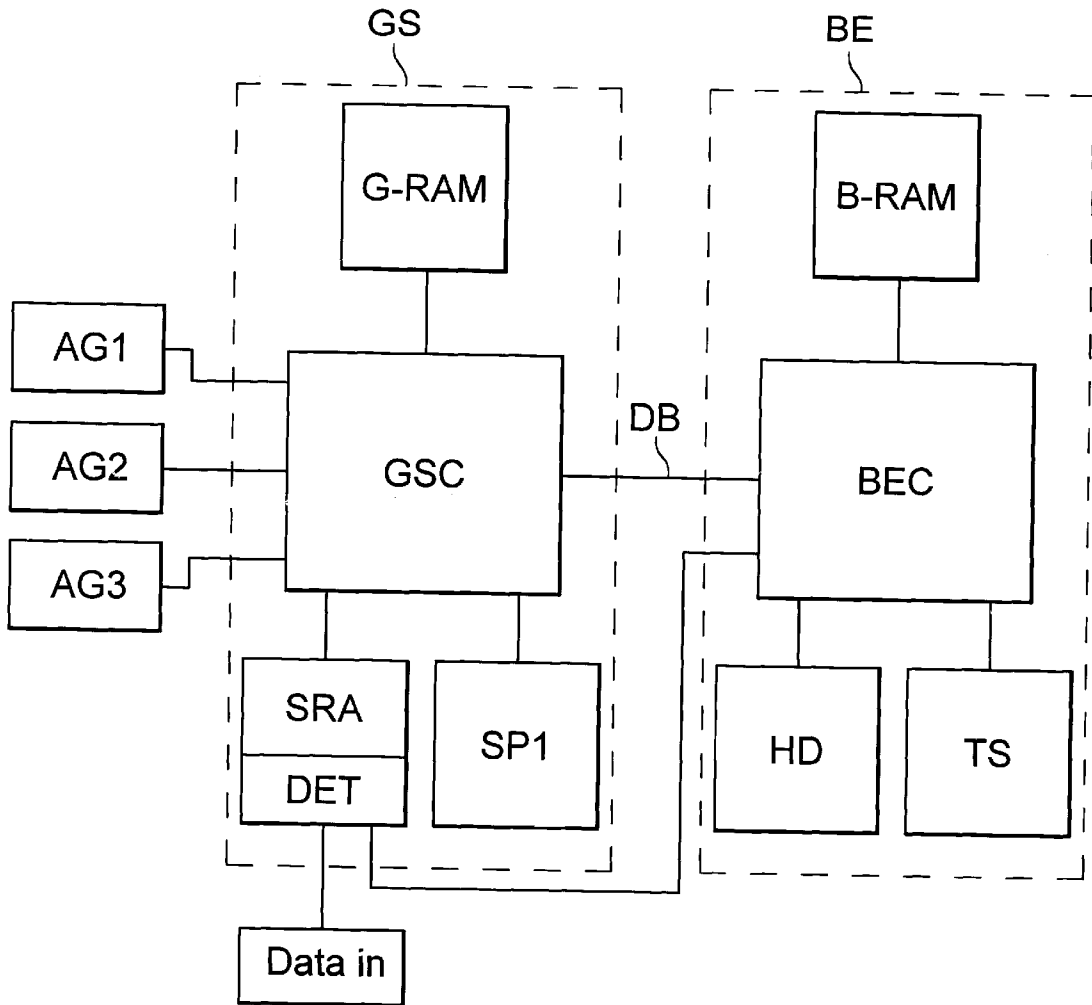 GS
BE
G-RAM
B-RAM
AG1
AG2
AG3
GSC
DB
BEC
SRA
DET
SP1
HD
TS
Data in